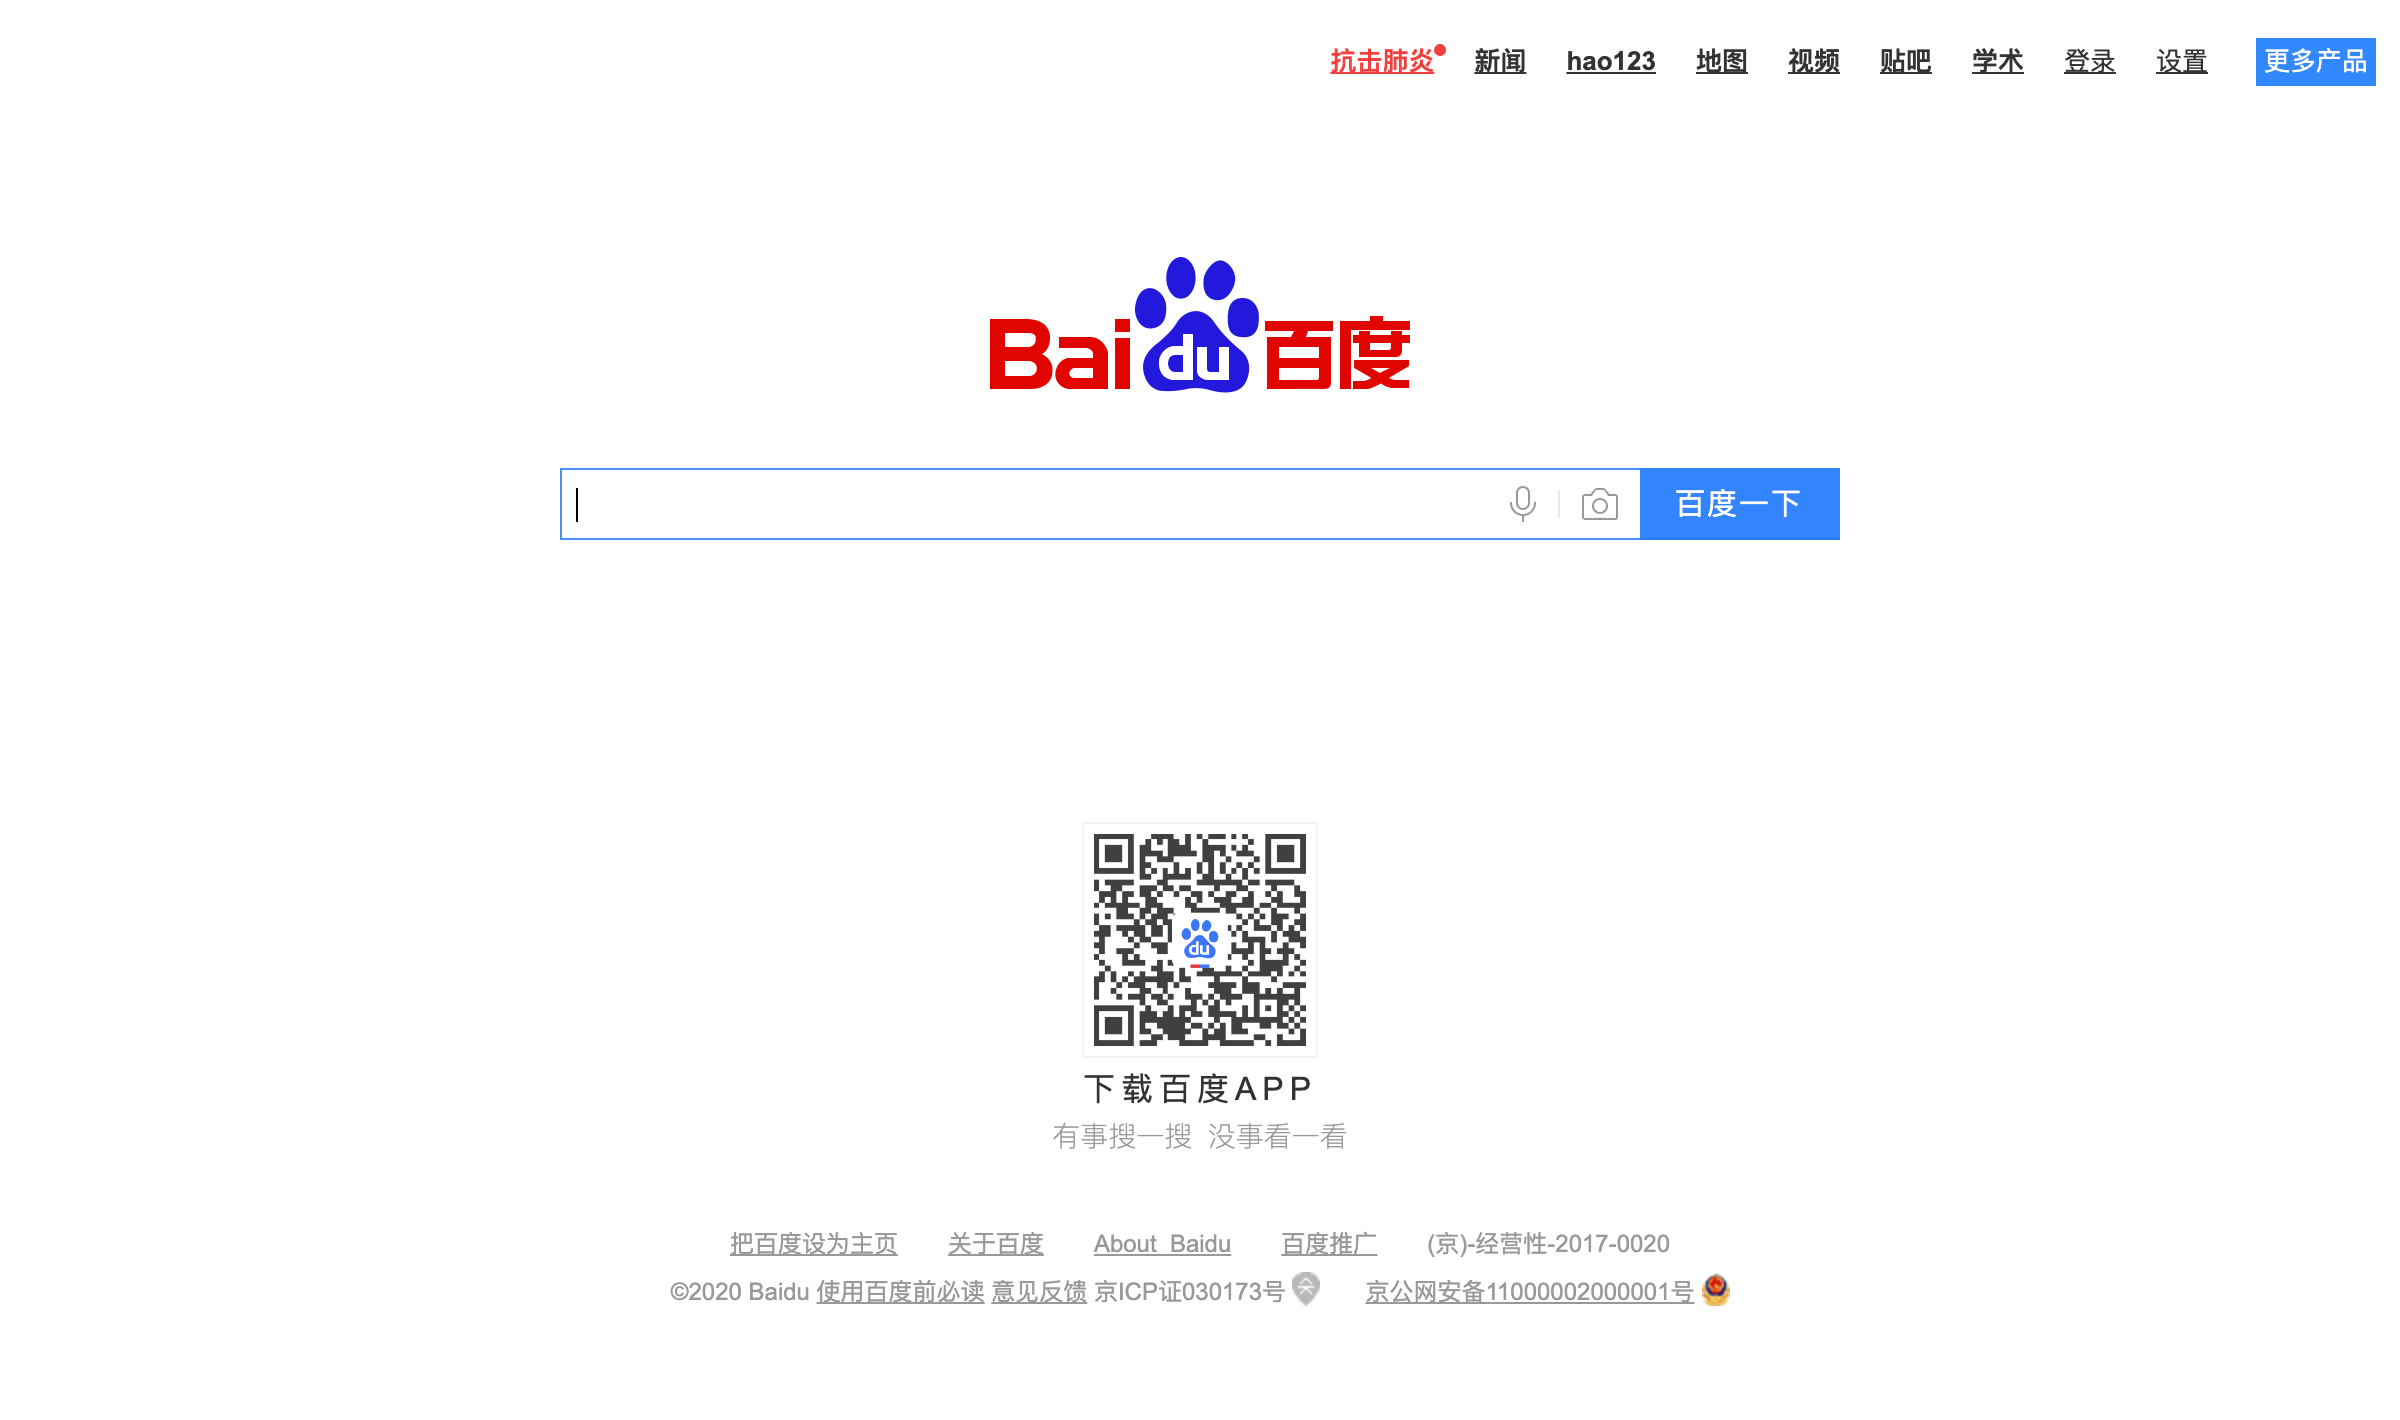 抗击肺炎 新闻 hao123 地图 视频 贴吧 学术 登录 设置 更多产品
Bai du 百度
百度一下
du
下载百度APP
有事搜一搜 没事看一看
把百度设为主页 关于百度 About Baidu 百度推广 (京)-经营性-2017-0020
©2020 Baidu 使用百度前必读 意见反馈 京ICP证030173号 京公网安备11000002000001号